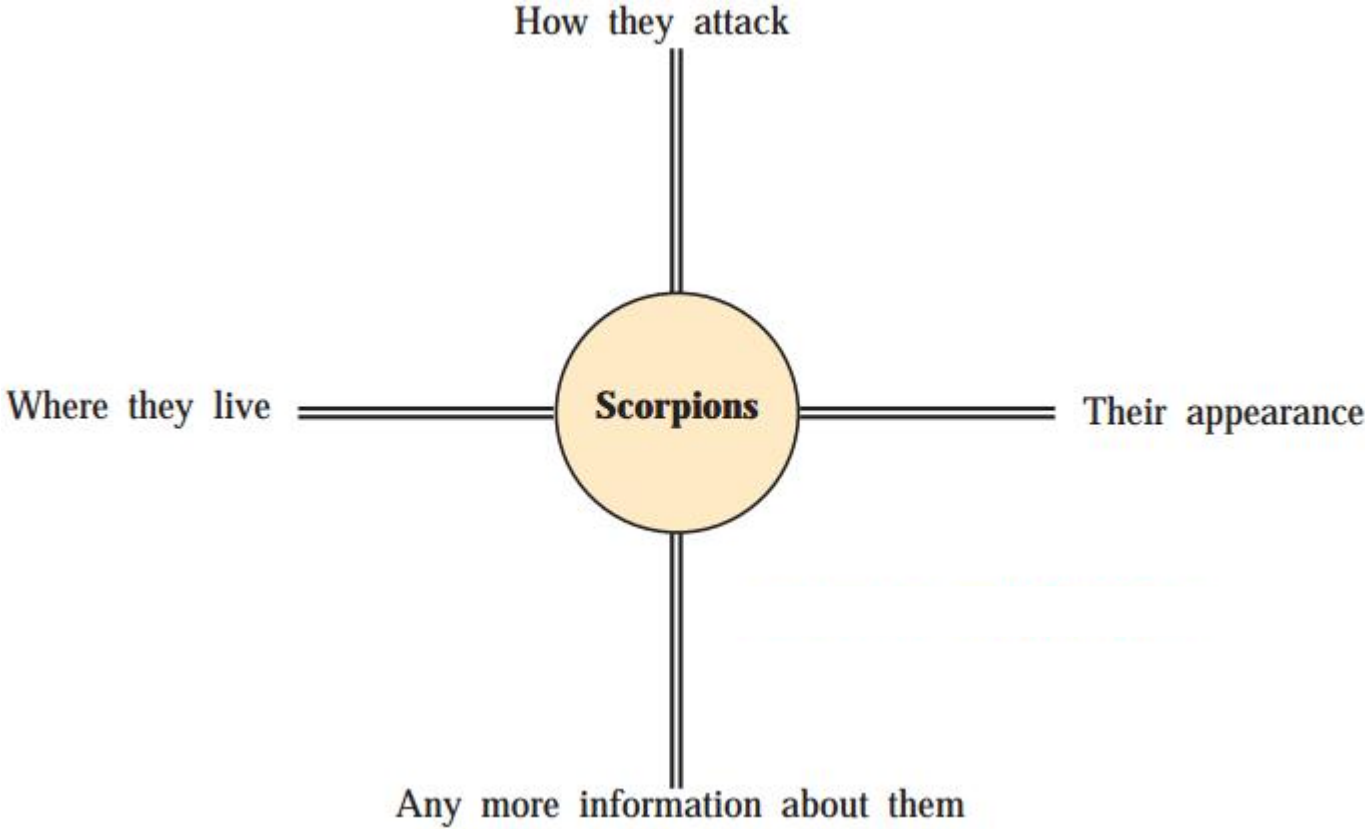 How they attack
Where they live
Scorpions
Their appearance
Any more information about them